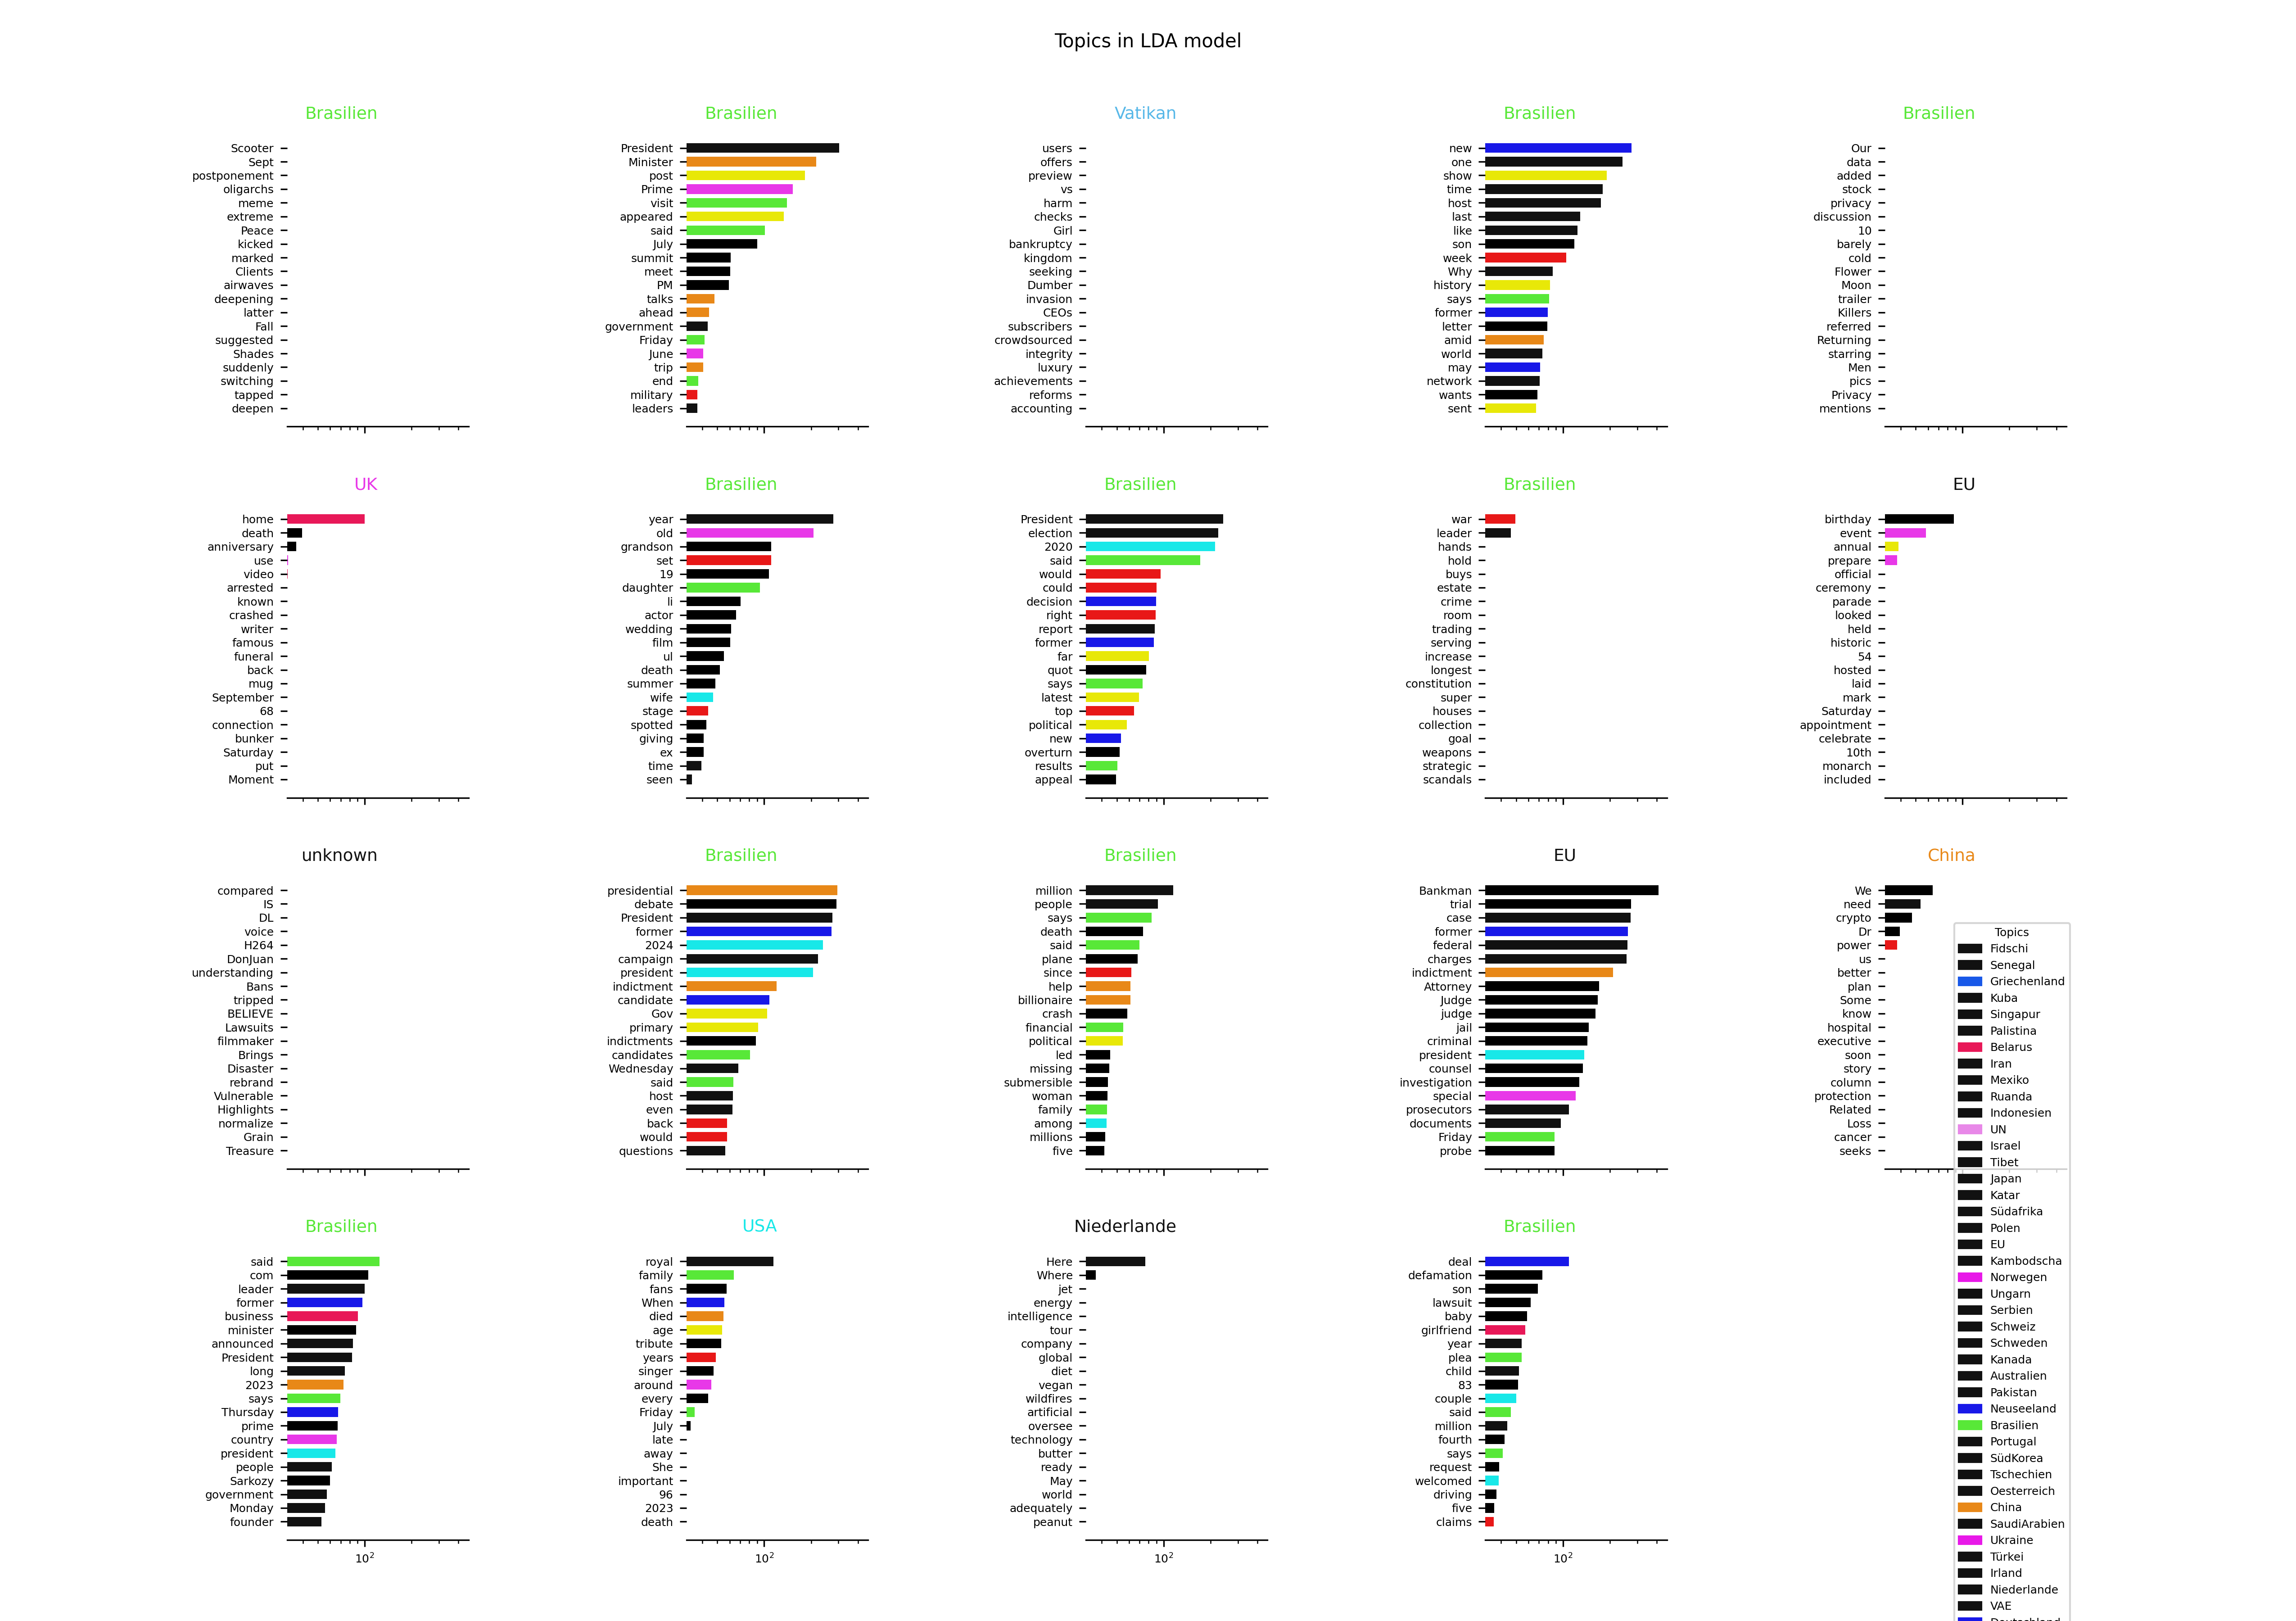 Topics in LDA model
Brasilien
Scooter
Sept
postponement
oligarchs
meme
extreme
Peace
kicked
marked
Clients
airwaves
deepening
latter
Fall
suggested
Shades
suddenly
switching
tapped
deepen
Brasilien
President
Minister
post
Prime
visit
appeared
said
July
summit
meet
PM
talks
ahead
government
Friday
June
trip
end
military
leaders
Vatikan
users
offers
preview
vs
harm
checks
Girl
bankruptcy
kingdom
seeking
Dumber
invasion
CEOs
subscribers
crowdsourced
integrity
luxury
achievements
reforms
accounting
Brasilien
new
one
show
time
host
last
like
son
week
Why
history
says
former
letter
amid
world
may
network
wants
sent
Brasilien
Our
data
added
stock
privacy
discussion
10
barely
cold
Flower
Moon
trailer
Killers
referred
Returning
starring
Men
pics
Privacy
mentions
UK
home
death
anniversary
use
video
arrested
known
crashed
writer
famous
funeral
back
mug
September
68
connection
bunker
Saturday
put
Moment
Brasilien
year
old
grandson
set
19
daughter
li
actor
wedding
film
ul
death
summer
wife
stage
spotted
giving
ex
time
seen
Brasilien
President
election
2020
said
would
could
decision
right
report
former
far
quot
says
latest
top
political
new
overturn
results
appeal
Brasilien
war
leader
hands
hold
buys
estate
crime
room
trading
serving
increase
longest
constitution
super
houses
collection
goal
weapons
strategic
scandals
EU
birthday
event
annual
prepare
official
ceremony
parade
looked
held
historic
54
hosted
laid
mark
Saturday
appointment
celebrate
10th
monarch
included
unknown
compared
IS
DL
voice
H264
DonJuan
understanding
Bans
tripped
BELIEVE
Lawsuits
filmmaker
Brings
Disaster
rebrand
Vulnerable
Highlights
normalize
Grain
Treasure
Brasilien
presidential
debate
President
former
2024
campaign
president
indictment
candidate
Gov
primary
indictments
candidates
Wednesday
said
host
even
back
would
questions
Brasilien
million
people
says
death
said
plane
since
help
billionaire
crash
financial
political
led
missing
submersible
woman
family
among
millions
five
EU
Bankman
trial
case
former
federal
charges
indictment
Attorney
Judge
judge
jail
criminal
president
counsel
investigation
special
prosecutors
documents
Friday
probe
China
We
need
crypto
Dr
power
us
better
plan
Some
know
hospital
executive
soon
story
column
protection
Related
Loss
cancer
seeks
Brasilien
said
com
leader
former
business
minister
announced
President
long
2023
says
Thursday
prime
country
president
people
Sarkozy
government
Monday
founder
10²
USA
royal
family
fans
When
died
age
tribute
years
singer
around
every
Friday
July
late
away
She
important
96
2023
death
10²
Niederlande
Here
Where
jet
energy
intelligence
tour
company
global
diet
vegan
wildfires
artificial
oversee
technology
butter
ready
May
world
adequately
peanut
10²
Brasilien
deal
defamation
son
lawsuit
baby
girlfriend
year
plea
child
83
couple
said
million
fourth
says
request
welcomed
driving
five
claims
10²
Topics
Fidschi
Senegal
Griechenland
Kuba
Singapur
Palistina
Belarus
Iran
Mexiko
Ruanda
Indonesien
UN
Israel
Tibet
Japan
Katar
Südafrika
Polen
EU
Kambodscha
Norwegen
Ungarn
Serbien
Schweiz
Schweden
Kanada
Australien
Pakistan
Neuseeland
Brasilien
Portugal
SüdKorea
Tschechien
Oesterreich
China
SaudiArabien
Ukraine
Türkei
Irland
Niederlande
VAE